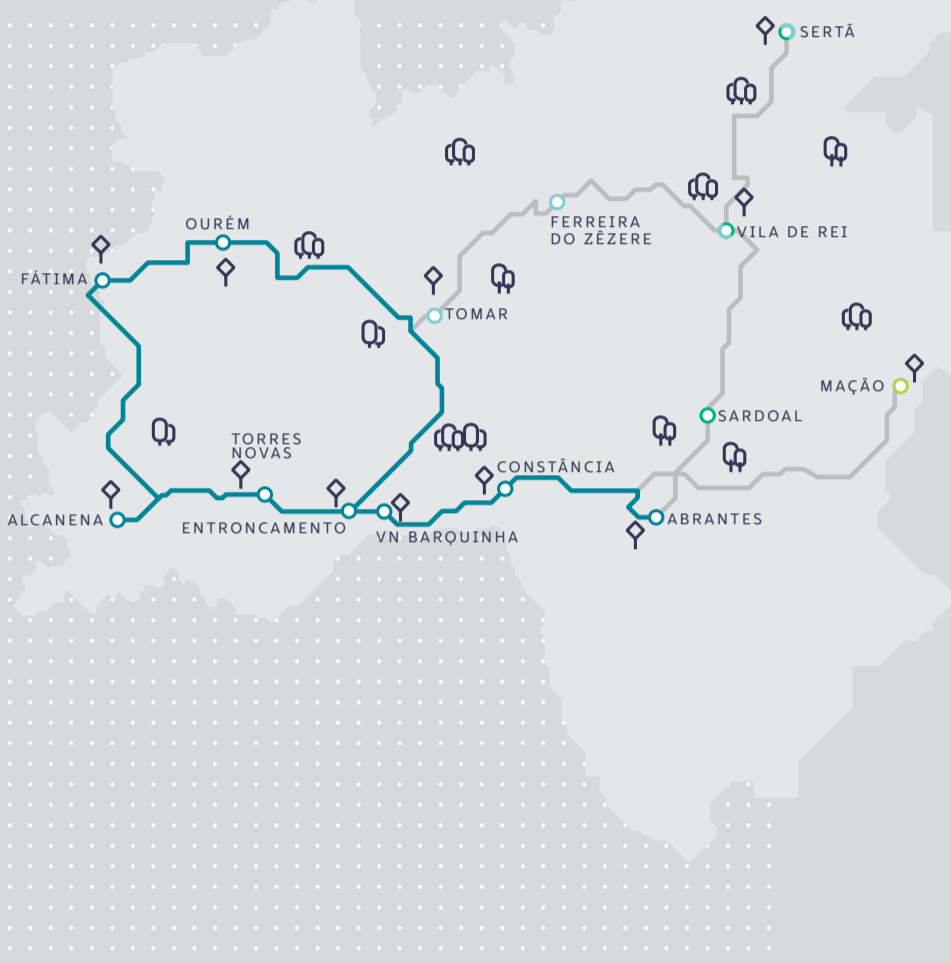 SERTÃ
OURÉM
FERREIRA
DO ZÊZERE
VILA DE REI
FÁTIMA
TOMAR
MAÇÃO
SARDOAL
TORRES
NOVAS
CONSTÂNCIA
ALCANENA
ENTRONCAMENTO
VN BARQUINHA
ABRANTES